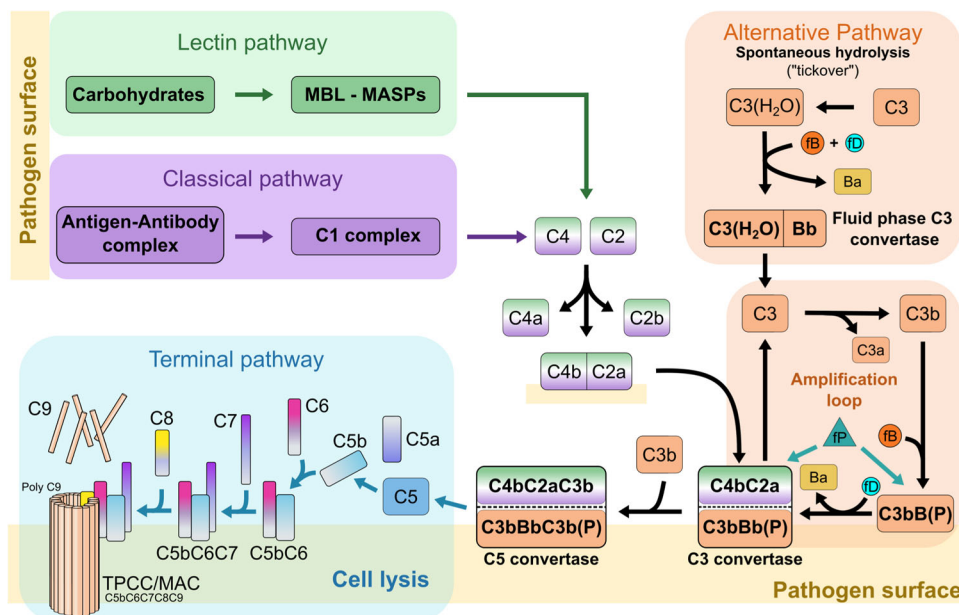 Pathogen surface
Lectin pathway
Carbohydrates
MBL - MASPs
Classical pathway
Antigen-Antibody
complex
C1 complex
C4
C2
C4a
C2b
C4b
C2a
Alternative Pathway
Spontaneous hydrolysis
("tickover")
C3(H₂O)
C3
fB + fD
Ba
C3(H₂O) Bb
Fluid phase C3
convertase
C3
C3b
C3a
Amplification
loop
fP
fB
Ba
fD
C3bB(P)
C4bC2a
C3bBb(P)
C3 convertase
C3b
C4bC2aC3b
C3bBbC3b(P)
C5 convertase
Pathogen surface
Terminal pathway
C9
C8
C7
C6
C5b
C5a
C5
Poly C9
C5bC6C7
C5bC6
TPCC/MAC
C5bC6C7C8C9
Cell lysis